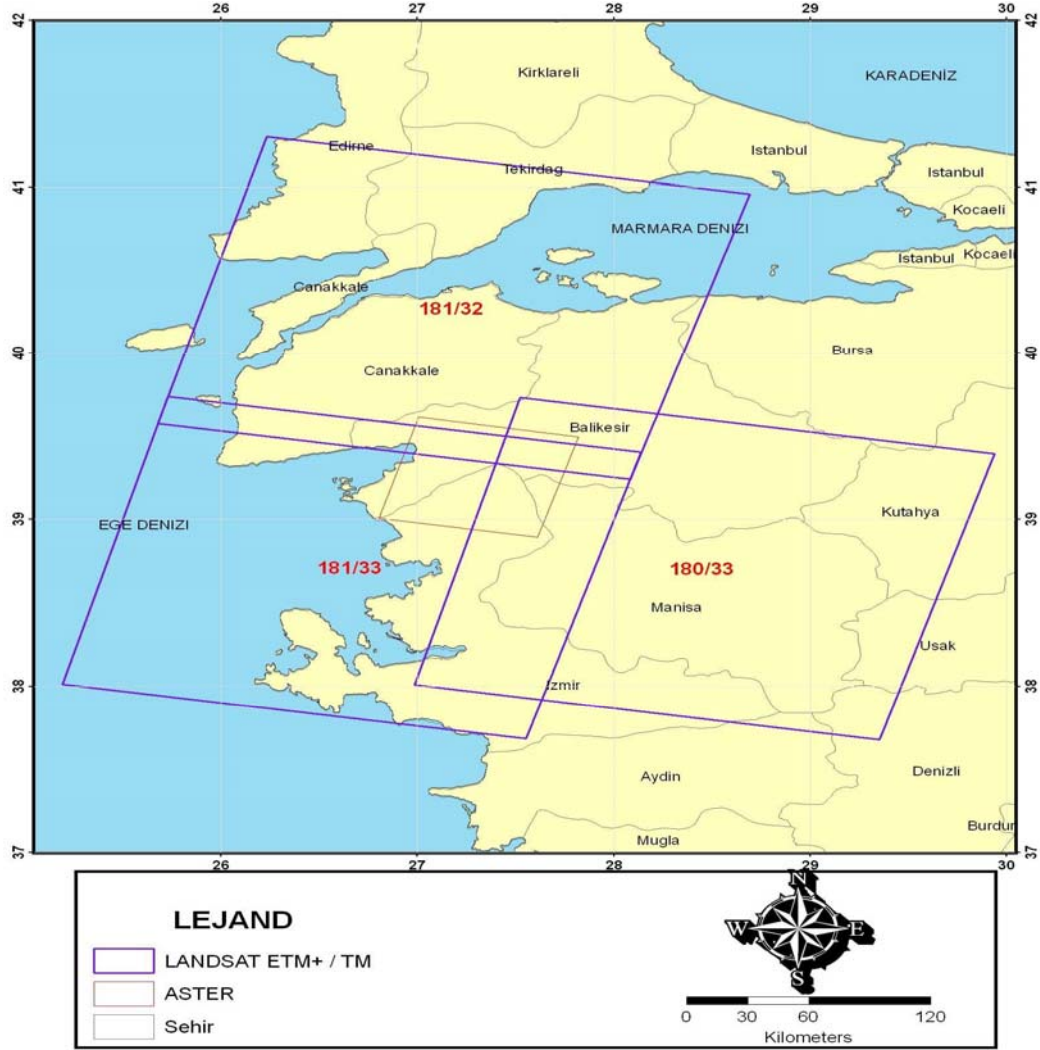 26 27 28 29 30
42 42
Kirklareli
KARADENİZ
Edirne
Istanbul
Tekirdag
Istanbul
41 41
Kocaeli
MARMARA DENIZI
Istanbul
Kocaeli
Canakkale
181/32
40 40
Bursa
Canakkale
Balikesir
39 39
EGE DENIZI
Kutahya
181/33
180/33
Manisa
Usak
38 38
Izmir
Aydin
Denizli
Burdur
Mugla
37 37
26 27 28 29 30
LEJAND
LANDSAT ETM+ / TM
ASTER
Sehir
N
W E
S
0 30 60 120
Kilometers